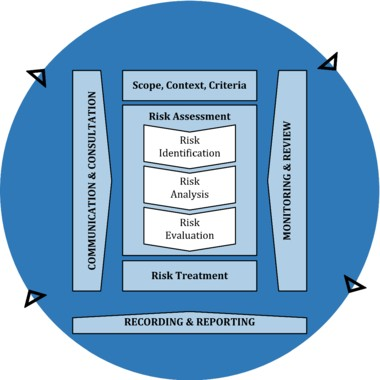 Scope, Context, Criteria
COMMUNICATION & CONSULTATION
Risk Assessment
Risk
Identification
Risk
Analysis
Risk
Evaluation
MONITORING & REVIEW
Risk Treatment
RECORDING & REPORTING